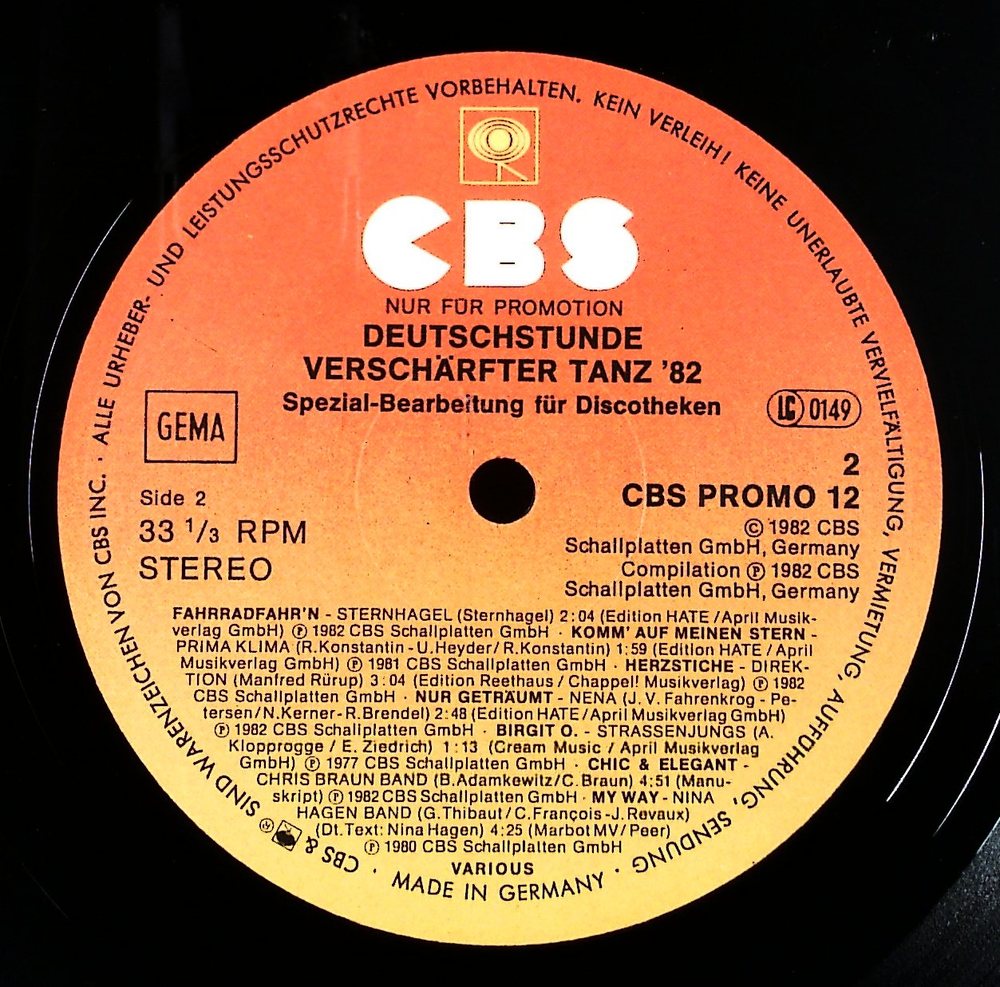 ALLE URHEBER- UND LEISTUNGSSCHUTZRECHTE VORBEHALTEN. KEIN VERLEIH! KEINE UNERLAUBTE VERVIELFÄLTIGUNG, VERMIETUNG, AUFFÜHRUNG, SENDUNG ·
CBS
NUR FÜR PROMOTION
DEUTSCHSTUNDE
VERSCHÄRFTER TANZ '82
Spezial-Bearbeitung für Discotheken
GEMA
LC 0149
Side 2
33 1/3 RPM
STEREO
2
CBS PROMO 12
© 1982 CBS
Schallplatten GmbH, Germany
Compilation ℗ 1982 CBS
Schallplatten GmbH, Germany
FAHRRADFAHR'N - STERNHAGEL (Sternhagel) 2:04 (Edition HATE/April Musik-
verlag GmbH) ℗ 1982 CBS Schallplatten GmbH · KOMM' AUF MEINEN STERN -
PRIMA KLIMA (R. Konstantin - U. Heyder/R. Konstantin) 1:59 (Edition HATE/April
Musikverlag GmbH) ℗ 1981 CBS Schallplatten GmbH · HERZSTICHE - DIREK-
TION (Manfred Rürup) 3:04 (Edition Reethaus / Chappell Musikverlag) ℗ 1982
CBS Schallplatten GmbH · NUR GETRÄUMT - NENA (J. V. Fahrenkrog - Pe-
tersen/N. Kerner - R. Brendel) 2:48 (Edition HATE/April Musikverlag GmbH)
℗ 1982 CBS Schallplatten GmbH · BIRGIT O. - STRASSENJUNGS (A.
Klopprogge / E. Ziedrich) 1:13 (Cream Music / April Musikverlag
GmbH) ℗ 1977 CBS Schallplatten GmbH · CHIC & ELEGANT -
CHRIS BRAUN BAND (B. Adamkewitz/C. Braun) 4:51 (Manu-
skript) ℗ 1982 CBS Schallplatten GmbH · MY WAY - NINA
HAGEN BAND (G. Thibaut/C. François - J. Revaux)
(Dt. Text: Nina Hagen) 4:25 (Marbot MV/Peer)
℗ 1980 CBS Schallplatten GmbH
VARIOUS
MADE IN GERMANY ·
CBS & SIND WARENZEICHEN VON CBS INC. ·